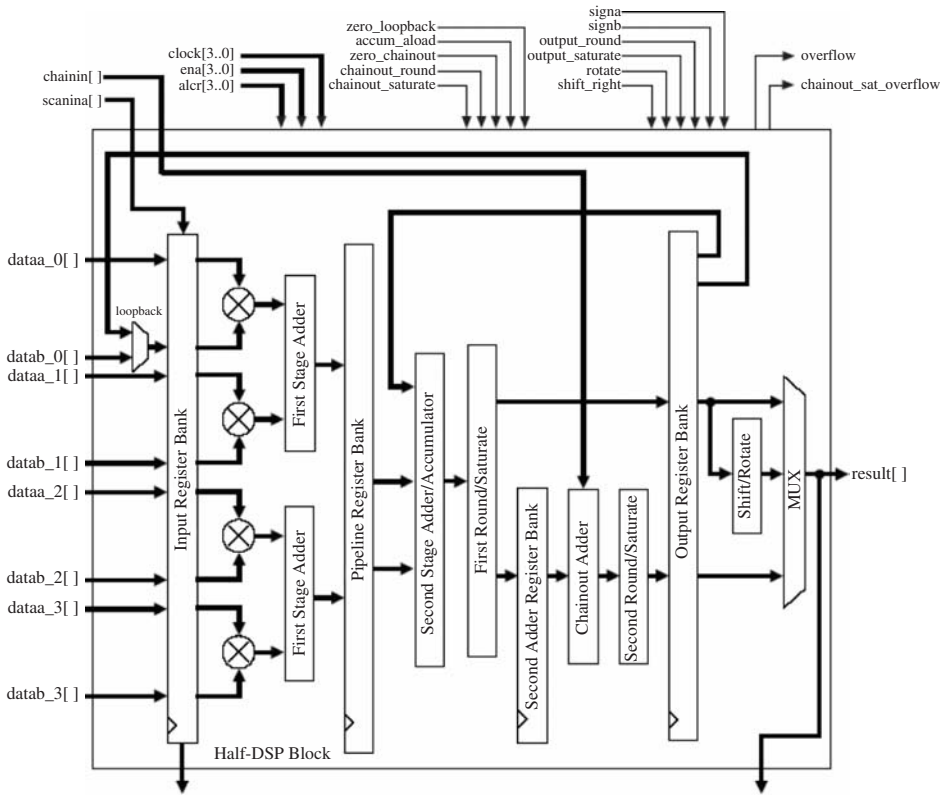 zero_loopback
accum_aload
zero_chainout
chainout_round
chainout_saturate
signa
signb
output_round
output_saturate
rotate
shift_right
clock[3..0]
ena[3..0]
alcr[3..0]
overflow
chainout_sat_overflow
chainin[ ]
scanina[ ]
dataa_0[ ]
loopback
datab_0[ ]
dataa_1[ ]
datab_1[ ]
dataa_2[ ]
datab_2[ ]
dataa_3[ ]
datab_3[ ]
Input Register Bank
First Stage Adder
First Stage Adder
Pipeline Register Bank
Second Stage Adder/Accumulator
First Round/Saturate
Second Adder Register Bank
Chainout Adder
Second Round/Saturate
Output Register Bank
Shift/Rotate
MUX
result[ ]
Half-DSP Block